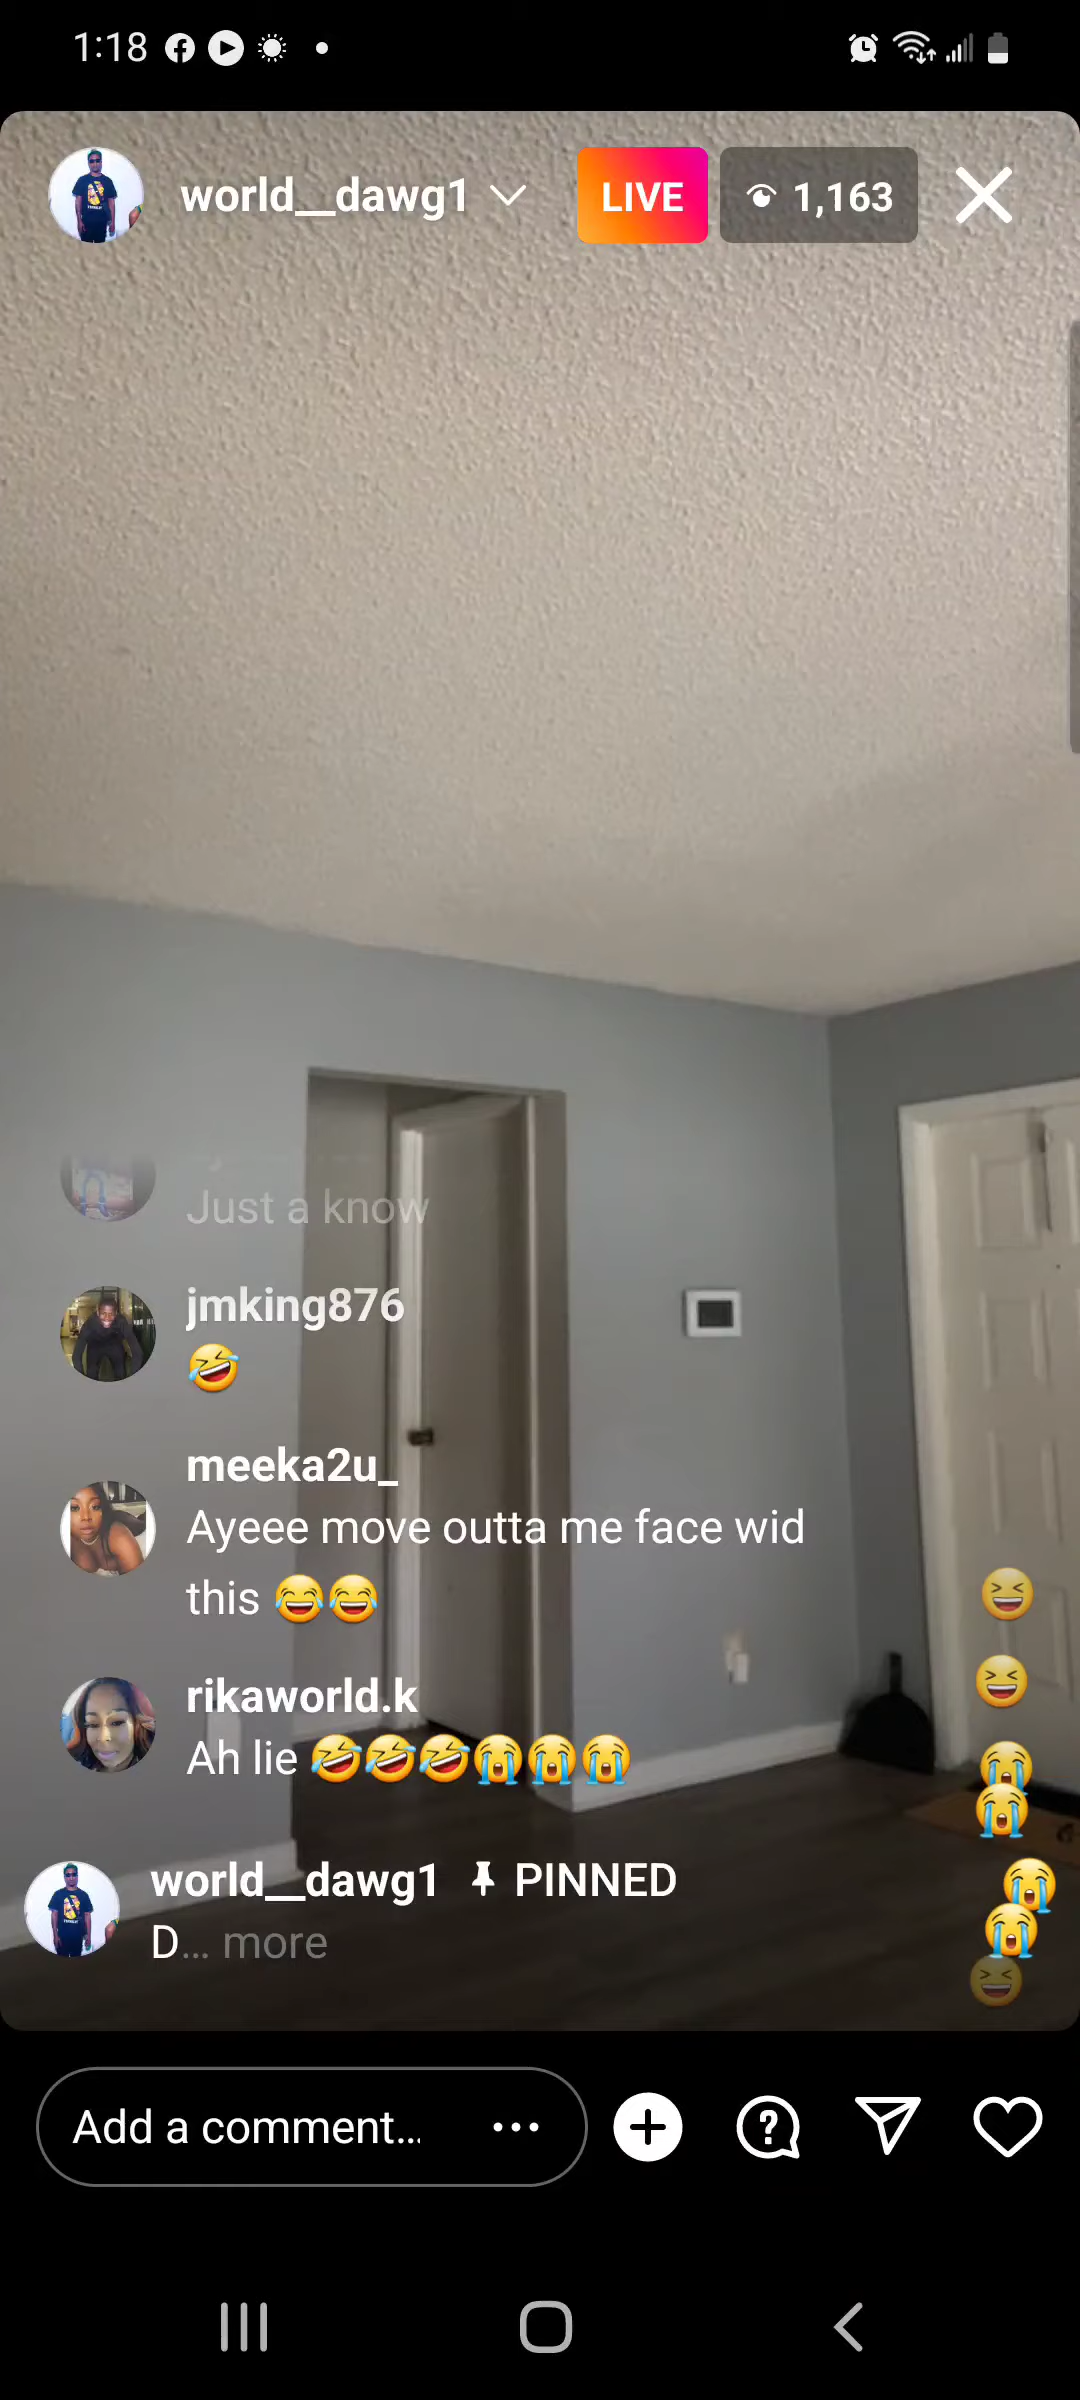 1:18
world__dawg1
LIVE
1,163
Just a know
jmking876
🤣
meeka2u_
Ayeee move outta me face wid
this 😂😂
rikaworld.k
Ah lie 🤣🤣🤣😭😭😭
world__dawg1 PINNED
D... more
Add a comment...